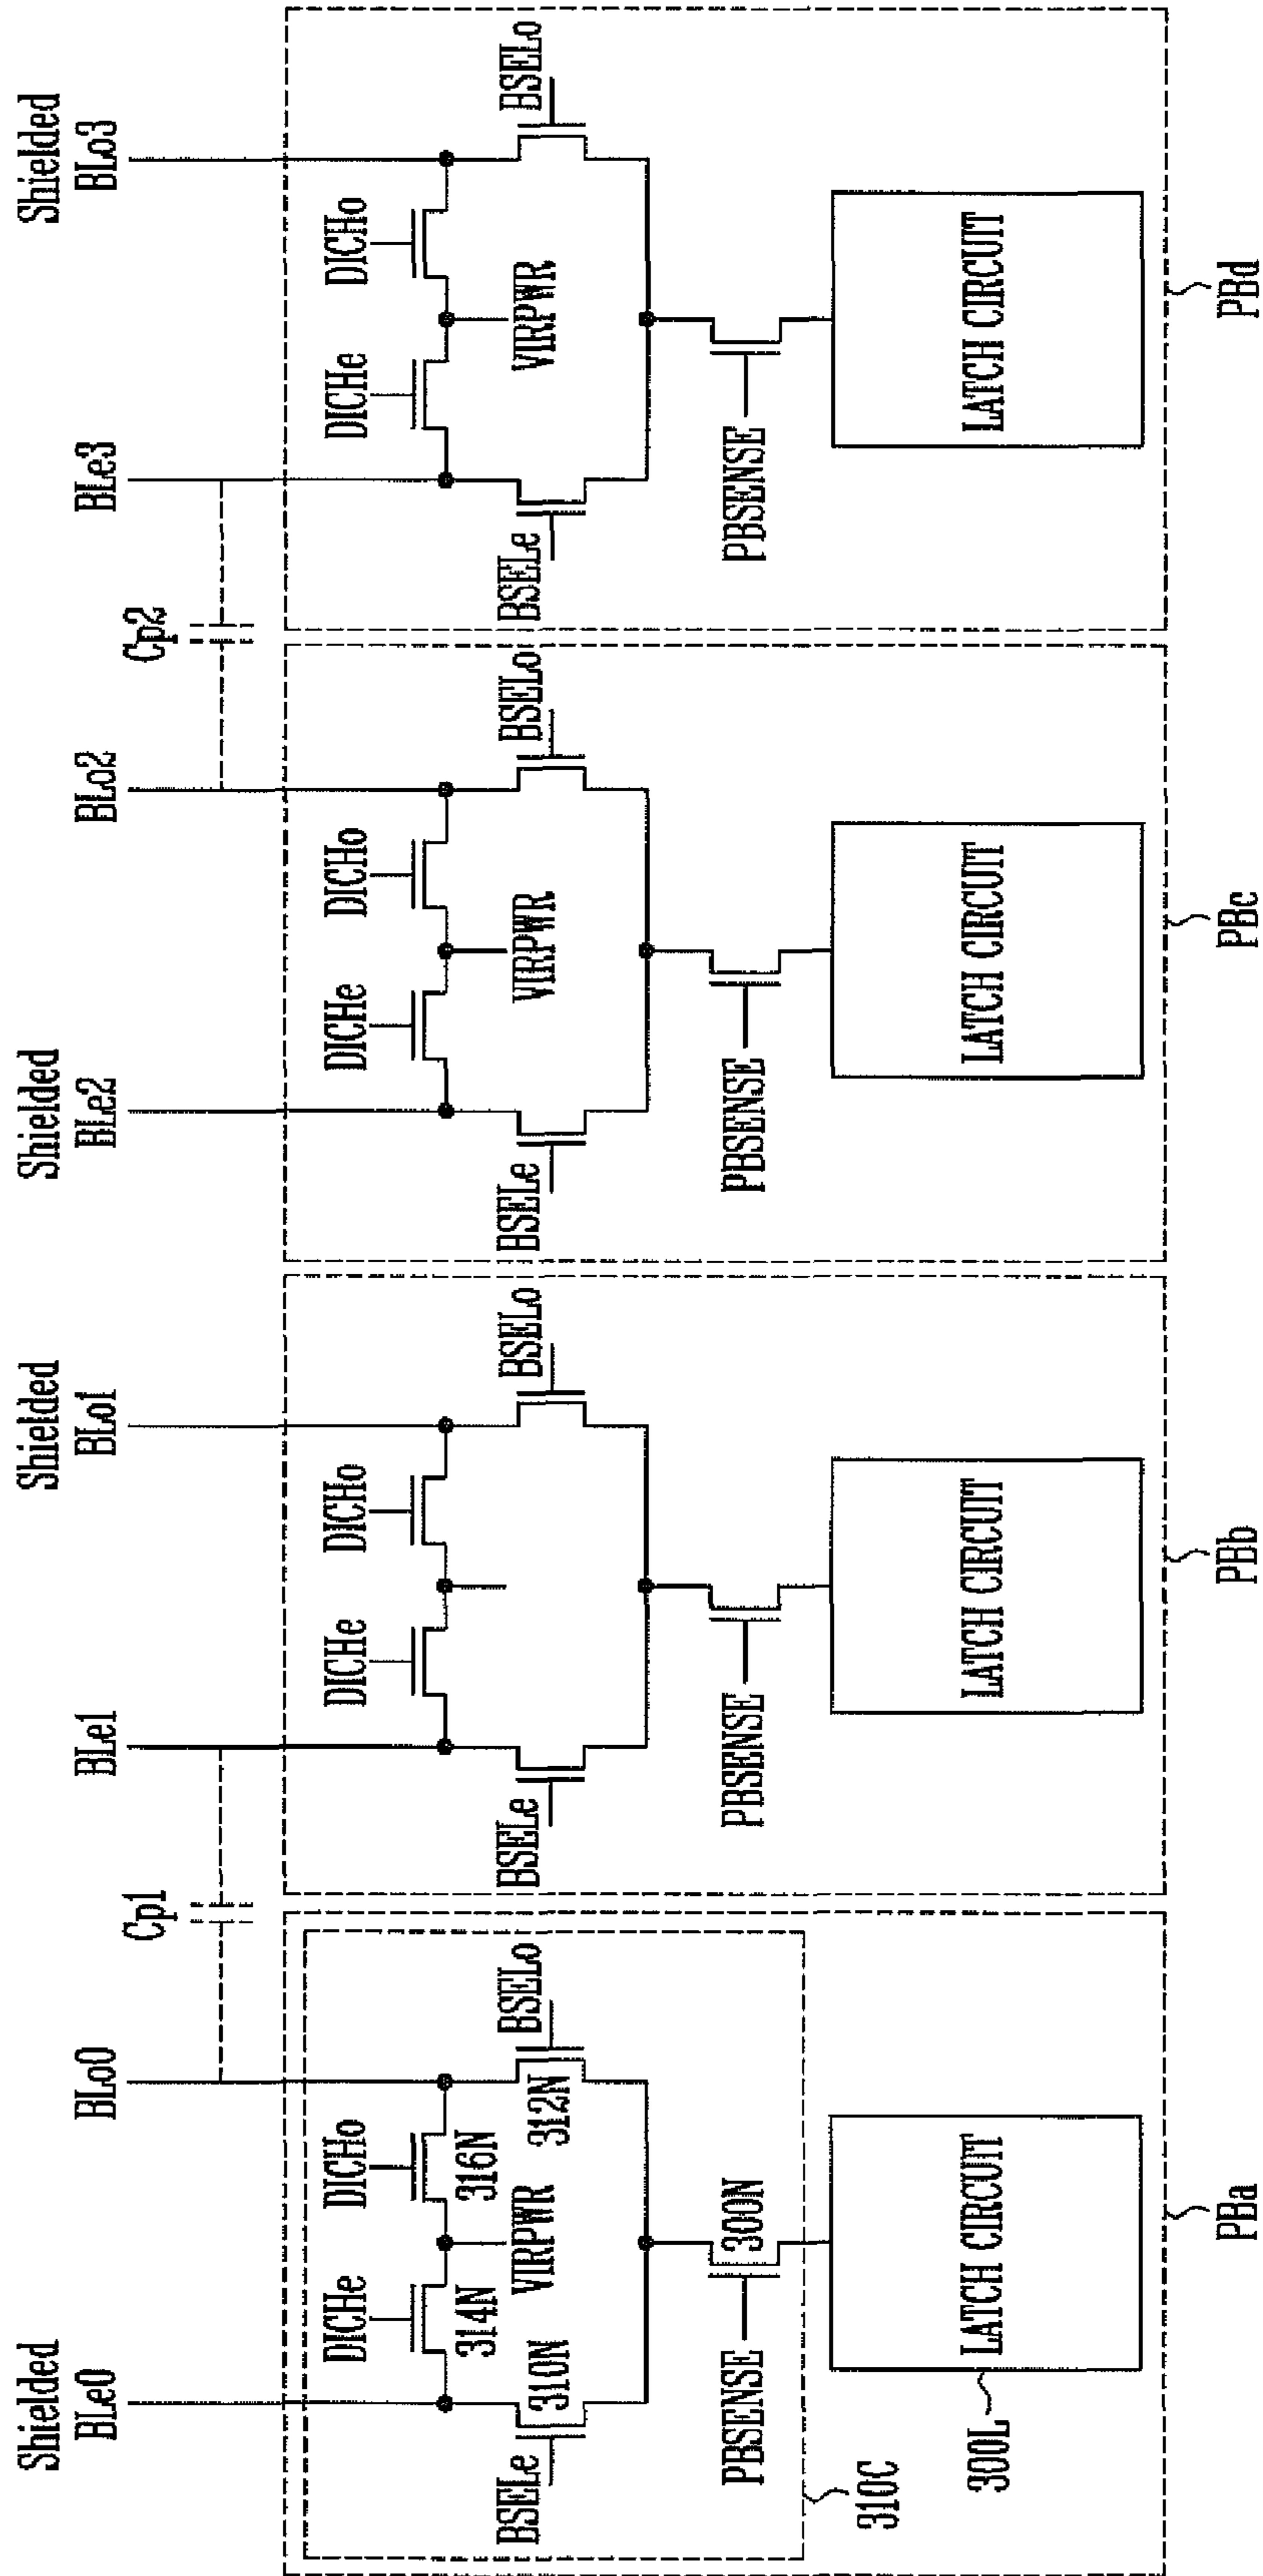 Shielded Shielded Shielded Shielded
BLe0 BLo0 BLe1 BLo1 BLe2 BLo2 BLe3 BLo3
Cp1 Cp2
DICHe DICHo DICHe DICHo DICHe DICHo DICHe DICHo
314N 316N
VIRPWR VIRPWR VIRPWR
BSELe BSELo BSELe BSELo BSELe BSELo BSELe BSELo
310N 312N
PBSENSE 300N PBSENSE PBSENSE PBSENSE
310C
LATCH CIRCUIT LATCH CIRCUIT LATCH CIRCUIT LATCH CIRCUIT
300L
PBa PBb PBc PBd